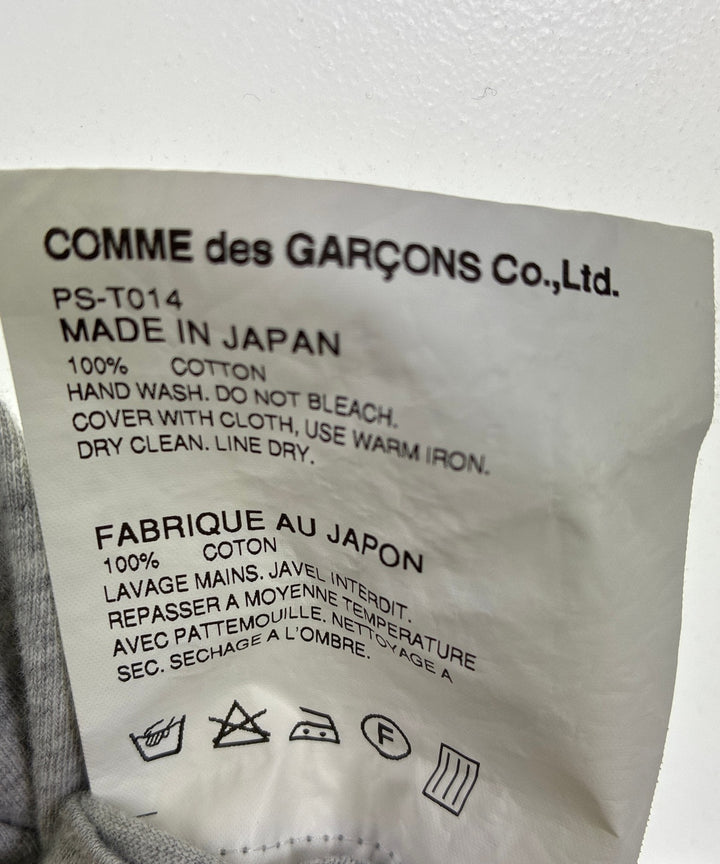 COMME des GARÇONS Co.,Ltd.
PS-T014
MADE IN JAPAN
100% COTTON
HAND WASH. DO NOT BLEACH.
COVER WITH CLOTH, USE WARM IRON.
DRY CLEAN. LINE DRY.
FABRIQUE AU JAPON
100% COTON
LAVAGE MAINS. JAVEL INTERDIT.
REPASSER A MOYENNE TEMPERATURE
AVEC PATTEMOUILLE. NETTOYAGE A
SEC. SECHAGE A L'OMBRE.
F